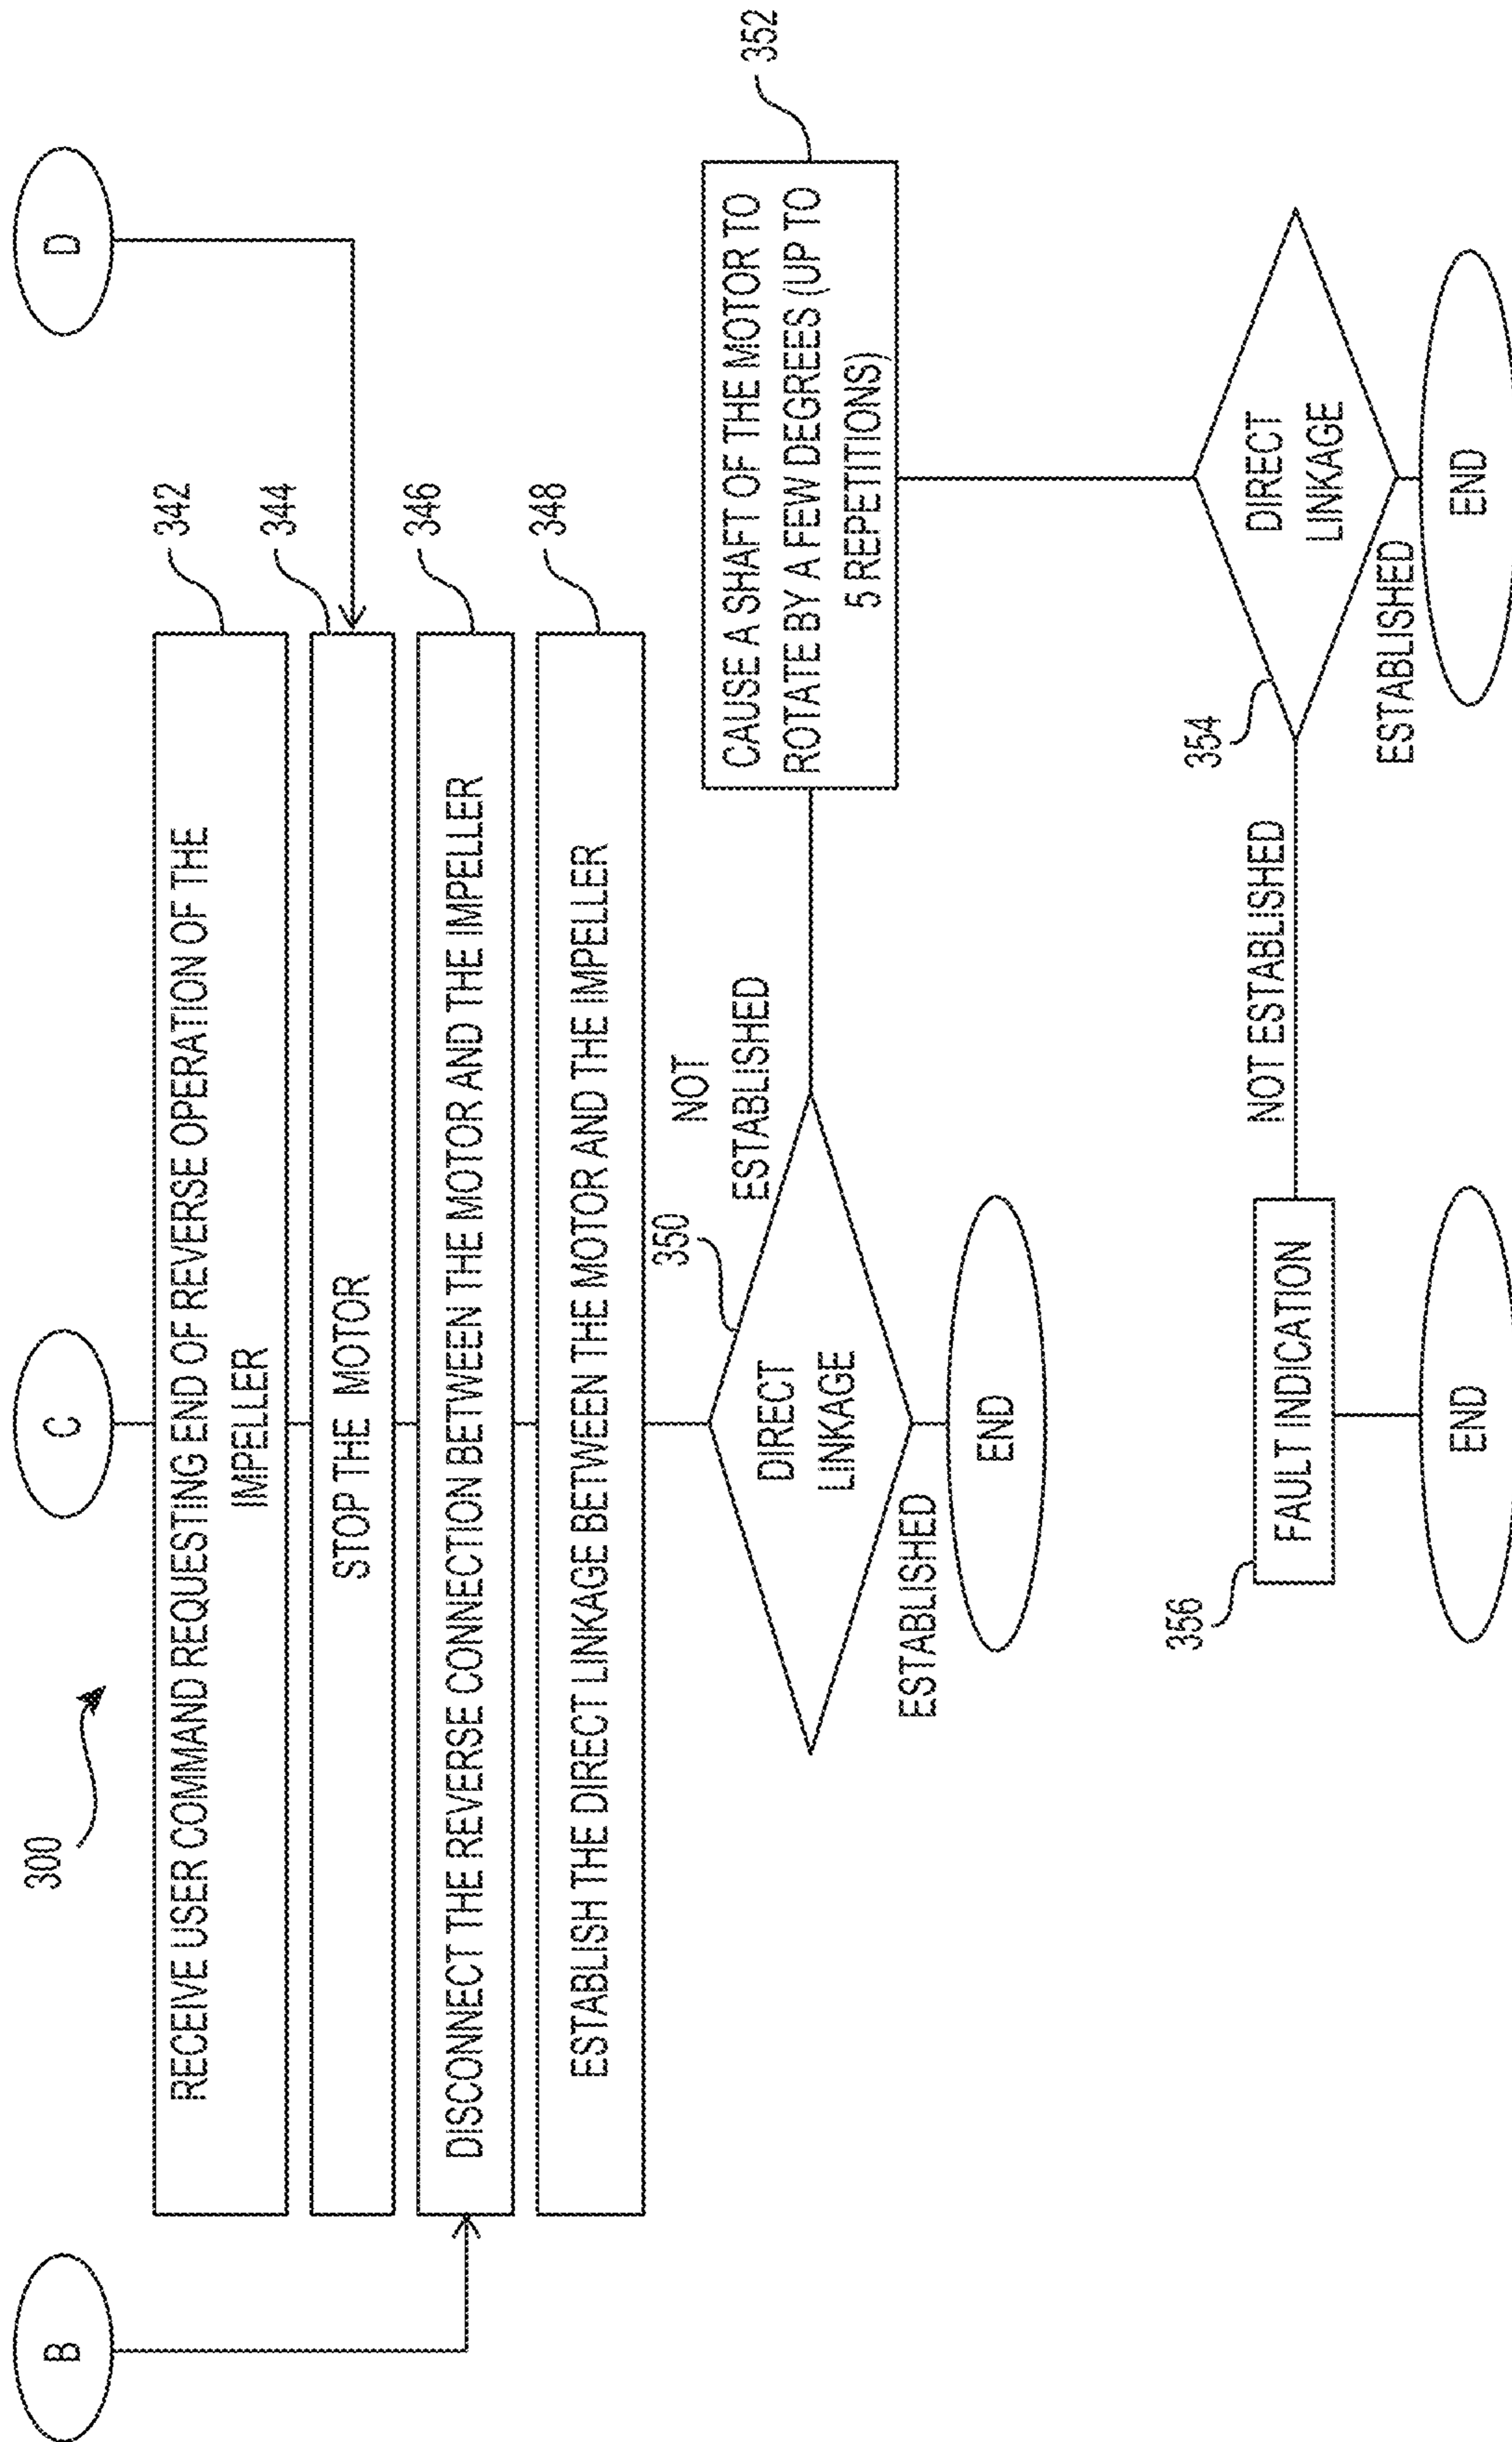 300
B
C
D
RECEIVE USER COMMAND REQUESTING END OF REVERSE OPERATION OF THE
IMPELLER
342
STOP THE MOTOR
344
DISCONNECT THE REVERSE CONNECTION BETWEEN THE MOTOR AND THE IMPELLER
346
ESTABLISH THE DIRECT LINKAGE BETWEEN THE MOTOR AND THE IMPELLER
348
350
DIRECT
LINKAGE
NOT
ESTABLISHED
ESTABLISHED
END
352
CAUSE A SHAFT OF THE MOTOR TO
ROTATE BY A FEW DEGREES (UP TO
5 REPETITIONS)
354
DIRECT
LINKAGE
ESTABLISHED
END
NOT ESTABLISHED
356
FAULT INDICATION
END